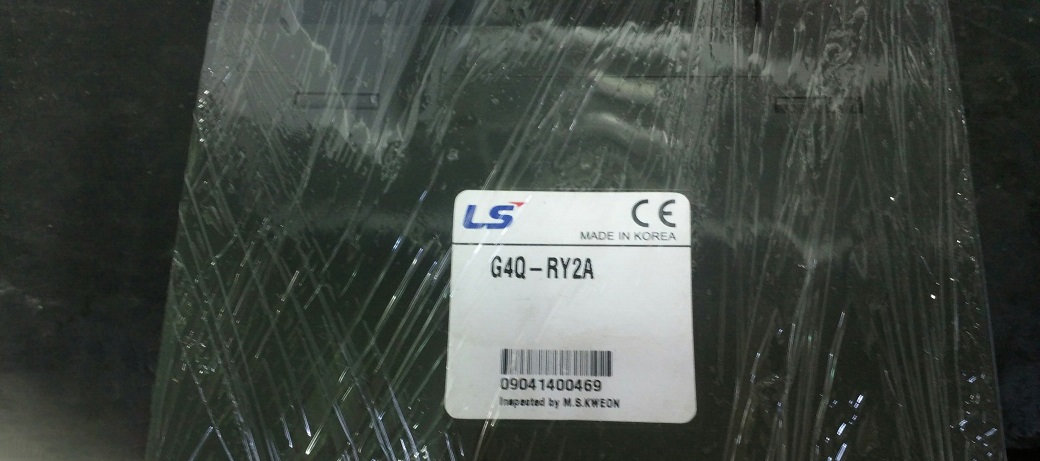 LS CE
MADE IN KOREA
G4Q-RY2A
09041400469
Inspected by M.S.KWEON